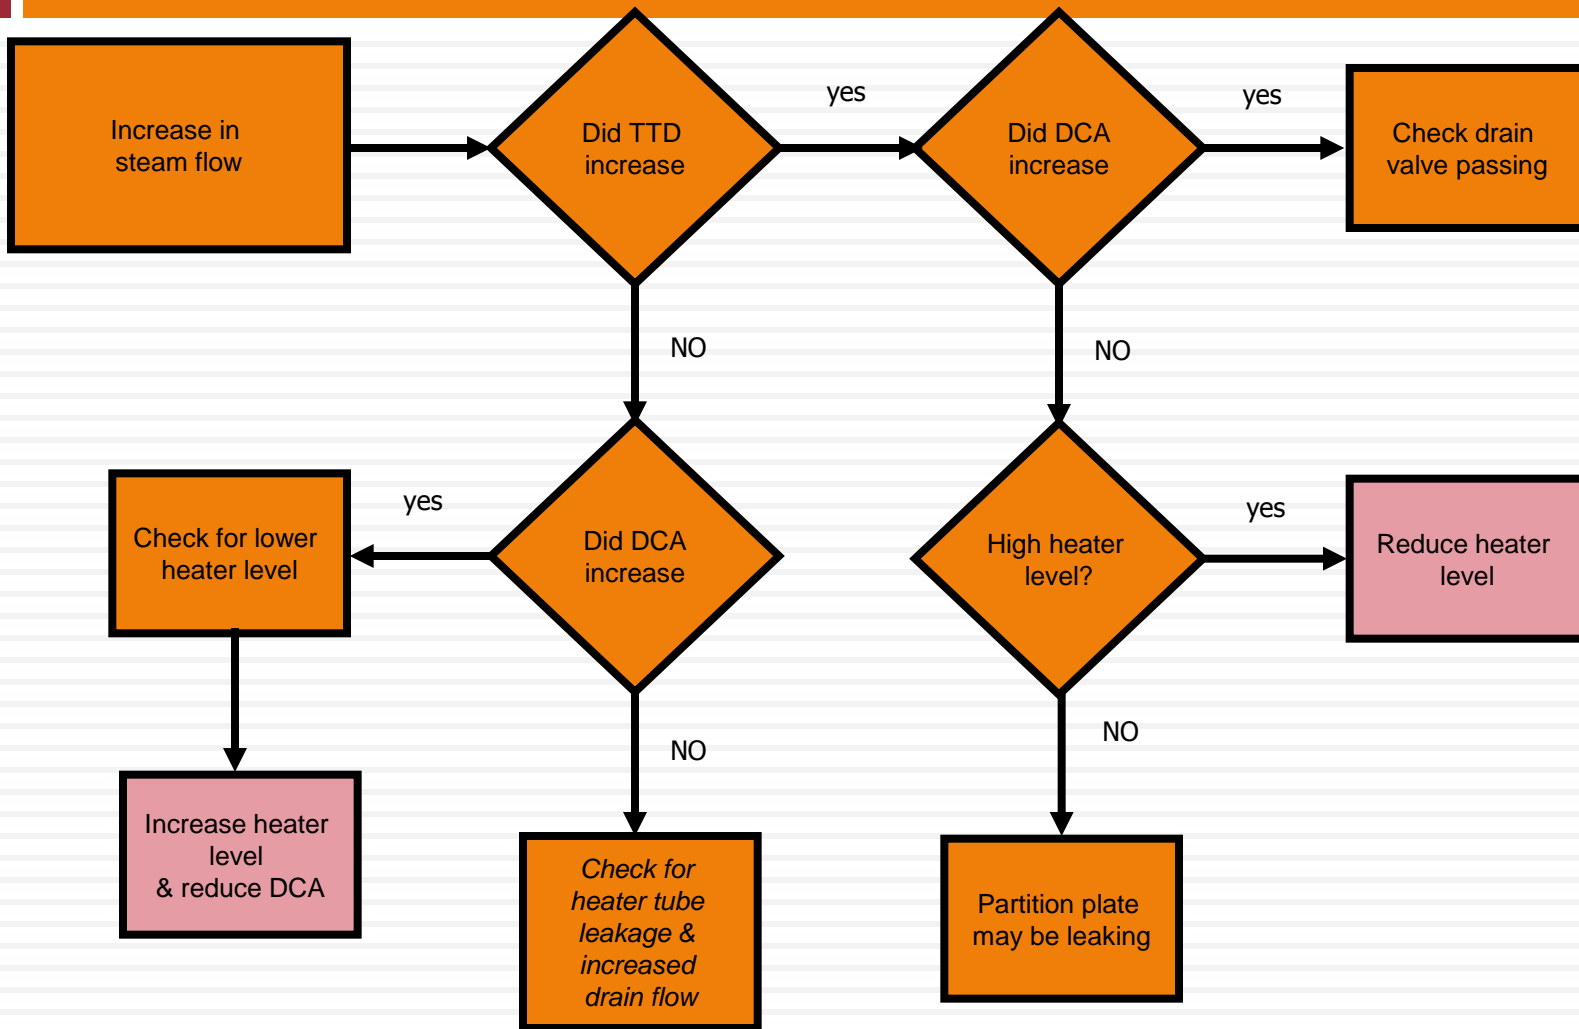 Increase in
steam flow
Did TTD
increase
yes
Did DCA
increase
yes
Check drain
valve passing
NO
NO
Check for lower
heater level
yes
Did DCA
increase
High heater
level?
yes
Reduce heater
level
NO
NO
Increase heater
level
& reduce DCA
Check for
heater tube
leakage &
increased
drain flow
Partition plate
may be leaking